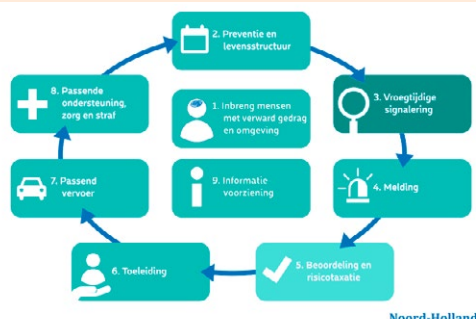 2. Preventie en
levensstructuur
8. Passende
ondersteuning,
zorg en straf
3. Vroegtijdige
signalering
1. Inbreng mensen
met verward gedrag
en omgeving
7. Passend
vervoer
9. Informatie
voorziening
4. Melding
6. Toeleiding
5. Beoordeling en
risicotaxatie
Noord-Holland